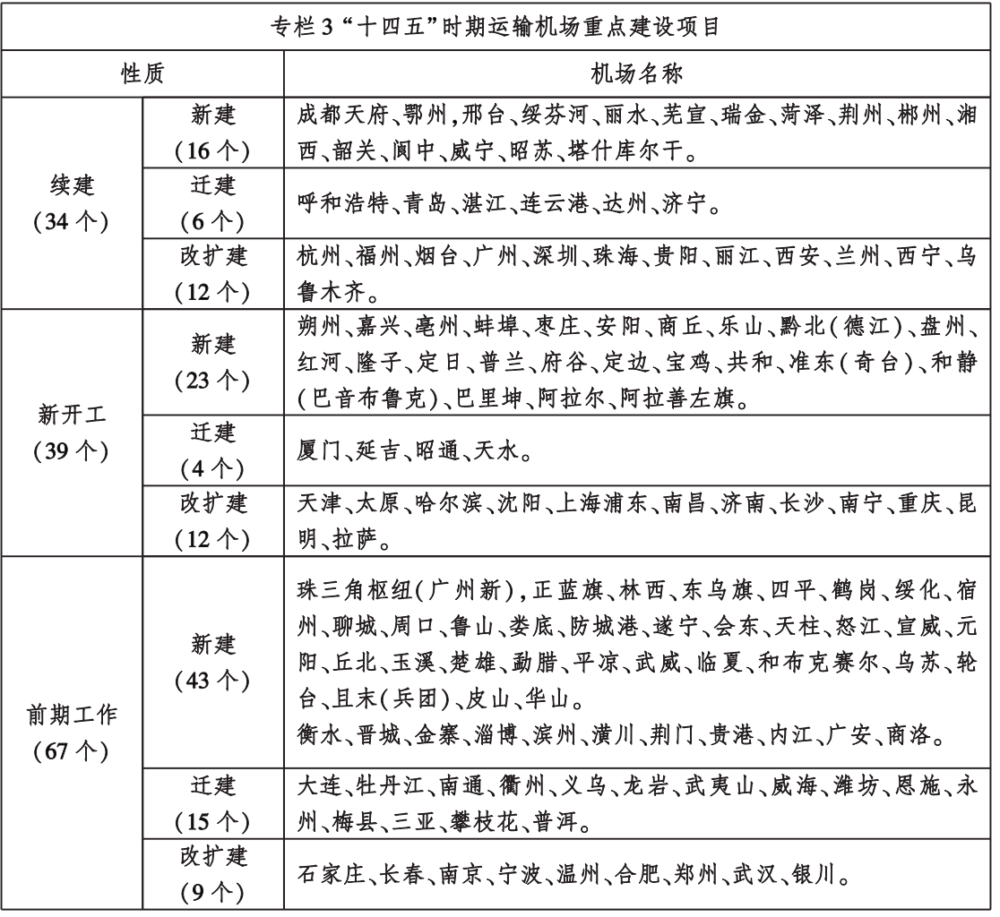 专栏3 “十四五”时期运输机场重点建设项目
性质
机场名称
续建
(34个)
新建
(16个)
成都天府、鄂州,邢台、绥芬河、丽水、芜宣、瑞金、菏泽、荆州、郴州、湘
西、韶关、阆中、威宁、昭苏、塔什库尔干。
迁建
(6个)
呼和浩特、青岛、湛江、连云港、达州、济宁。
改扩建
(12个)
杭州、福州、烟台、广州、深圳、珠海、贵阳、丽江、西安、兰州、西宁、乌
鲁木齐。
新开工
(39个)
新建
(23个)
朔州、嘉兴、亳州、蚌埠、枣庄、安阳、商丘、乐山、黔北(德江)、盘州、
红河、隆子、定日、普兰、府谷、定边、宝鸡、共和、准东(奇台)、和静
(巴音布鲁克)、巴里坤、阿拉尔、阿拉善左旗。
迁建
(4个)
厦门、延吉、昭通、天水。
改扩建
(12个)
天津、太原、哈尔滨、沈阳、上海浦东、南昌、济南、长沙、南宁、重庆、昆
明、拉萨。
前期工作
(67个)
新建
(43个)
珠三角枢纽(广州新),正蓝旗、林西、东乌旗、四平、鹤岗、绥化、宿
州、聊城、周口、鲁山、娄底、防城港、遂宁、会东、天柱、怒江、宣威、元
阳、丘北、玉溪、楚雄、勐腊、平凉、武威、临夏、和布克赛尔、乌苏、轮
台、且末(兵团)、皮山、华山。
衡水、晋城、金寨、淄博、滨州、潢川、荆门、贵港、内江、广安、商洛。
迁建
(15个)
大连、牡丹江、南通、衢州、义乌、龙岩、武夷山、威海、潍坊、恩施、永
州、梅县、三亚、攀枝花、普洱。
改扩建
(9个)
石家庄、长春、南京、宁波、温州、合肥、郑州、武汉、银川。